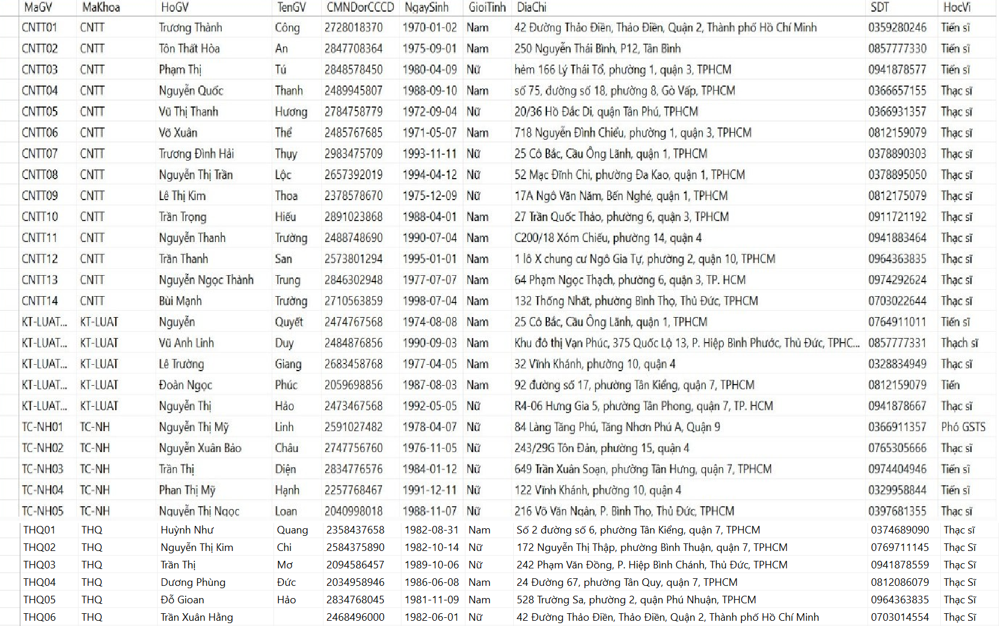 MaGV MaKhoa HoGV TenGV CMNDorCCCD NgaySinh GioiTinh DiaChi SDT HocVi
CNTT01 CNTT Trương Thành Công 2728018370 1970-01-02 Nam 42 Đường Thảo Điền, Thảo Điền, Quận 2, Thành phố Hồ Chí Minh 0359280246 Tiến sĩ
CNTT02 CNTT Tôn Thất Hòa An 2847708364 1975-09-01 Nam 250 Nguyễn Thái Bình, P12, Tân Bình 0857777330 Tiến sĩ
CNTT03 CNTT Phạm Thị Tú 2848578450 1980-04-09 Nữ hẻm 166 Lý Thái Tổ, phường 1, quận 3, TPHCM 0941878577 Tiến sĩ
CNTT04 CNTT Nguyễn Quốc Thanh 2489945807 1988-09-10 Nam số 75, đường số 18, phường 8, Gò Vấp, TPHCM 0366657155 Thạc sĩ
CNTT05 CNTT Vũ Thị Thanh Hương 2784758779 1972-09-04 Nữ 20/36 Hồ Đắc Di, quận Tân Phú, TPHCM 0366931357 Thạc sĩ
CNTT06 CNTT Võ Xuân Thể 2485767685 1971-05-07 Nam 718 Nguyễn Đình Chiểu, phường 1, quận 3, TPHCM 0812159079 Thạc sĩ
CNTT07 CNTT Trương Đình Hải Thụy 2983475709 1993-11-11 Nữ 25 Cô Bắc, Cầu Ông Lãnh, quận 1, TPHCM 0378890303 Thạc sĩ
CNTT08 CNTT Nguyễn Thị Trần Lộc 2657392019 1994-04-12 Nữ 52 Mạc Đĩnh Chi, phường Đa Kao, quận 1, TPHCM 0378895050 Thạc sĩ
CNTT09 CNTT Lê Thị Kim Thoa 2378578670 1975-12-09 Nữ 17A Ngô Văn Năm, Bến Nghé, quận 1, TPHCM 0812175079 Thạc sĩ
CNTT10 CNTT Trần Trọng Hiếu 2891023868 1988-04-01 Nam 27 Trần Quốc Thảo, phường 6, quận 3, TPHCM 0911721192 Thạc sĩ
CNTT11 CNTT Nguyễn Thanh Trường 2488748690 1990-07-04 Nam C200/18 Xóm Chiếu, phường 14, quận 4 0941883464 Thạc sĩ
CNTT12 CNTT Trần Thanh San 2573801294 1995-01-01 Nam 1 lô X chung cư Ngô Gia Tự, phường 2, quận 10, TPHCM 0964363835 Thạc sĩ
CNTT13 CNTT Nguyễn Ngọc Thành Trung 2846302948 1977-07-07 Nam 64 Phạm Ngọc Thạch, phường 6, quận 3, TP. HCM 0974292624 Thạc sĩ
CNTT14 CNTT Bùi Mạnh Trường 2710563859 1998-07-04 Nam 132 Thống Nhất, phường Bình Thọ, Thủ Đức, TPHCM 0703022644 Thạc sĩ
KT-LUAT... KT-LUAT Nguyễn Quyết 2474767568 1974-08-08 Nam 25 Cô Bắc, Cầu Ông Lãnh, quận 1, TPHCM 0764911011 Tiến sĩ
KT-LUAT... KT-LUAT Vũ Anh Linh Duy 2484876856 1990-09-03 Nam Khu đô thị Vạn Phúc, 375 Quốc Lộ 13, P. Hiệp Bình Phước, Thủ Đức, TPHC... 0857777331 Thạch sĩ
KT-LUAT... KT-LUAT Lê Trường Giang 2683458768 1977-04-05 Nam 32 Vĩnh Khánh, phường 10, quận 4 0328834949 Thạc sĩ
KT-LUAT... KT-LUAT Đoàn Ngọc Phúc 2059698856 1987-08-03 Nam 92 đường số 17, phường Tân Kiểng, quận 7, TPHCM 0812159079 Tiến
KT-LUAT... KT-LUAT Nguyễn Thị Hảo 2473467568 1992-05-05 Nữ R4-06 Hưng Gia 5, phường Tân Phong, quận 7, TP. HCM 0941878667 Thạc sĩ
TC-NH01 TC-NH Nguyễn Thị Mỹ Linh 2591027482 1978-04-07 Nữ 84 Làng Tăng Phú, Tăng Nhơn Phú A, Quận 9 0366911357 Phó GSTS
TC-NH02 TC-NH Nguyễn Xuân Bảo Châu 2747756760 1976-11-05 Nữ 243/29G Tôn Đản, phường 15, quận 4 0765305666 Thạc sĩ
TC-NH03 TC-NH Trần Thị Diện 2834776576 1984-01-12 Nữ 649 Trần Xuân Soạn, phường Tân Hưng, quận 7, TPHCM 0974404946 Tiến sĩ
TC-NH04 TC-NH Phan Thị Mỹ Hạnh 2257768467 1991-12-11 Nữ 122 Vĩnh Khánh, phường 10, quận 4 0329958844 Tiến sĩ
TC-NH05 TC-NH Nguyễn Thị Ngọc Loan 2040998018 1988-11-07 Nữ 216 Võ Văn Ngân, P. Bình Thọ, Thủ Đức, TPHCM 0397681355 Thạc sĩ
THQ01 THQ Huỳnh Như Quang 2358437658 1982-08-31 Nam Số 2 đường số 6, phường Tân Kiểng, quận 7, TPHCM 0374689090 Thạc sĩ
THQ02 THQ Nguyễn Thị Kim Chi 2584375890 1982-10-14 Nữ 172 Nguyễn Thị Thập, phường Bình Thuận, quận 7, TPHCM 0769711145 Thạc Sĩ
THQ03 THQ Trần Thị Mơ 2094586457 1989-10-06 Nữ 242 Phạm Văn Đồng, P. Hiệp Bình Chánh, Thủ Đức, TPHCM 0941878559 Thạc Sĩ
THQ04 THQ Dương Phùng Đức 2034958946 1986-06-08 Nam 24 Đường 67, phường Tân Quy, quận 7, TPHCM 0812086079 Thạc Sĩ
THQ05 THQ Đỗ Gioan Hảo 2834768045 1981-11-09 Nam 528 Trường Sa, phường 2, quận Phú Nhuận, TPHCM 0964363835 Thạc Sĩ
THQ06 THQ Trần Xuân Hằng 2468496000 1982-06-01 Nữ 42 Đường Thảo Điền, Thảo Điền, Quận 2, Thành phố Hồ Chí Minh 0703014554 Thạc Sĩ